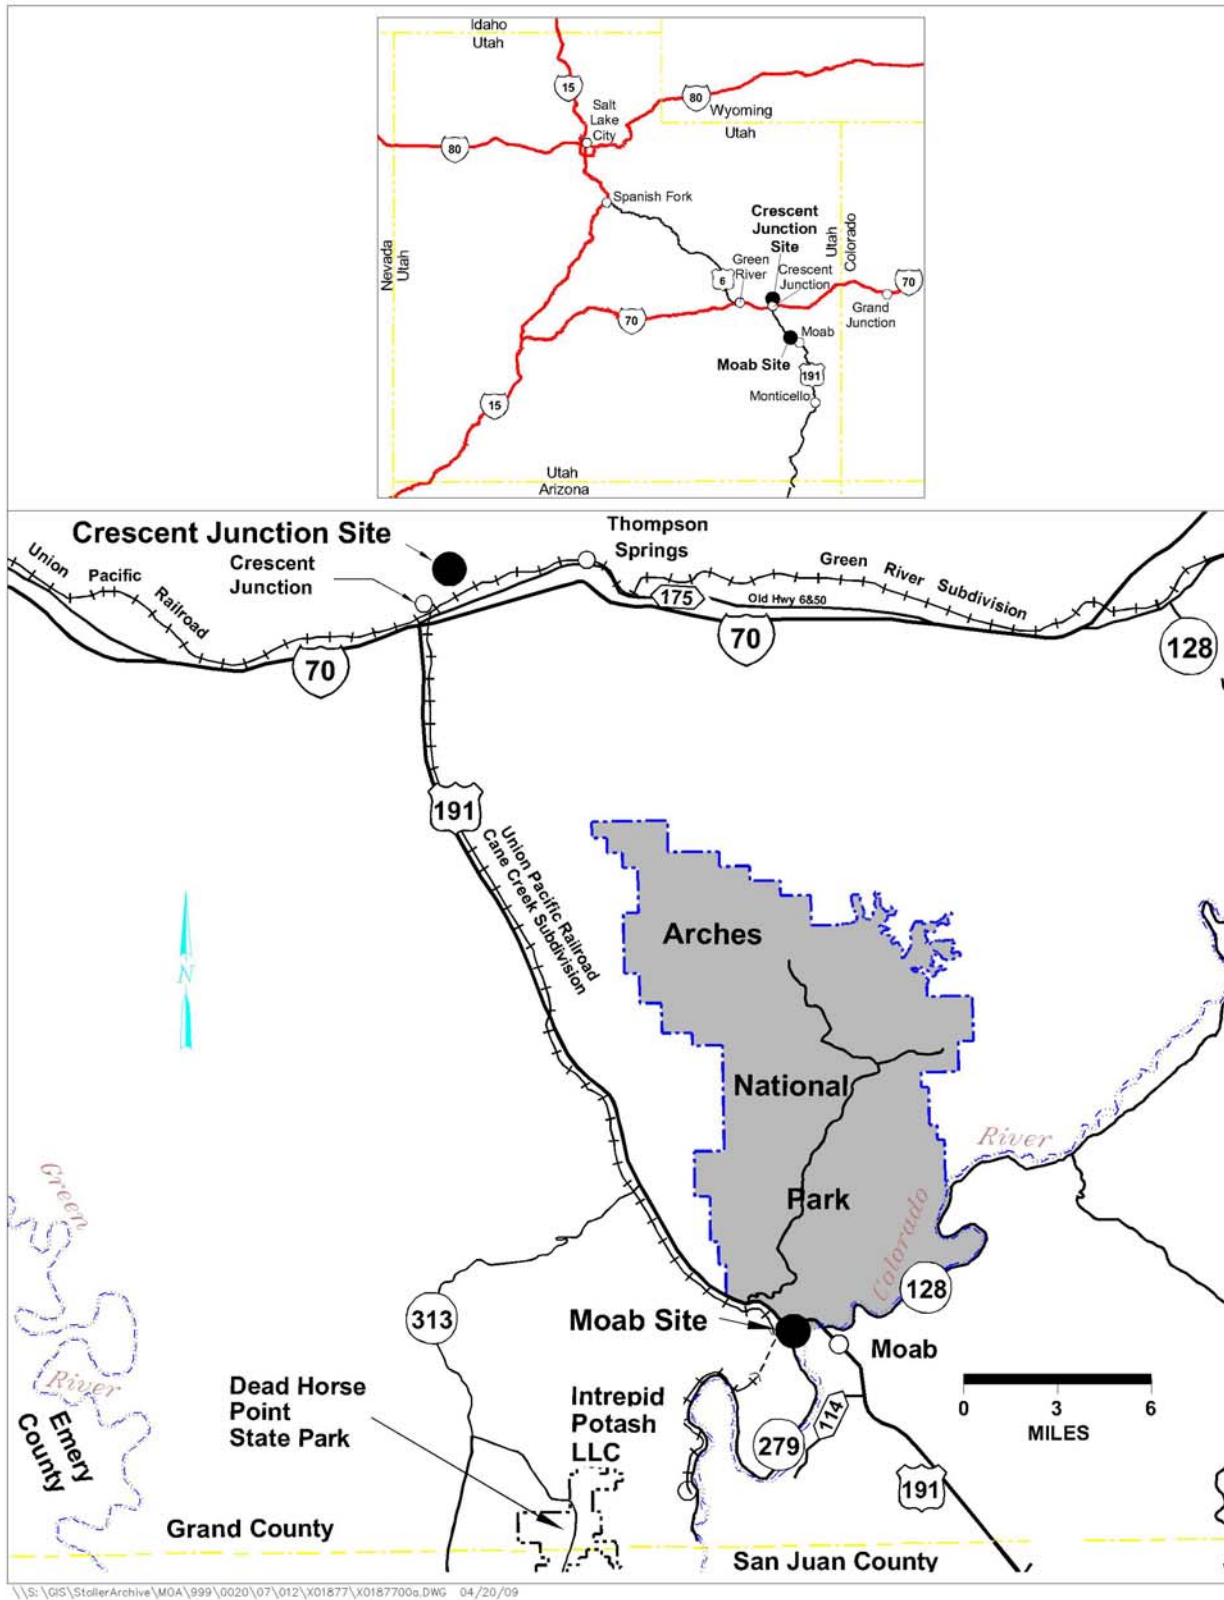 Idaho
Utah
15
Salt
Lake
City
80
Wyoming
Utah
80
Spanish Fork
Crescent
Junction
Site
Nevada
Utah
Utah
Colorado
Green
River
6
Crescent
Junction
70
Grand
Junction
70
Moab
Moab Site
191
Monticello
15
Utah
Arizona
Crescent Junction Site
Crescent
Junction
Thompson
Springs
Union Pacific Railroad
Green River Subdivision
175
Old Hwy 6&50
70
70
128
191
Union Pacific Railroad
Cane Creek Subdivision
Arches
National
Park
N
Green
River
River
Colorado
128
313
Moab Site
Moab
Dead Horse
Point
State Park
Intrepid
Potash
LLC
Emery
County
0 3 6
MILES
114
279
191
Grand County
San Juan County
\\S:\GIS\StollerArchive\MOA\999\0020\07\012\X01877\X0187700a.DWG 04/20/09